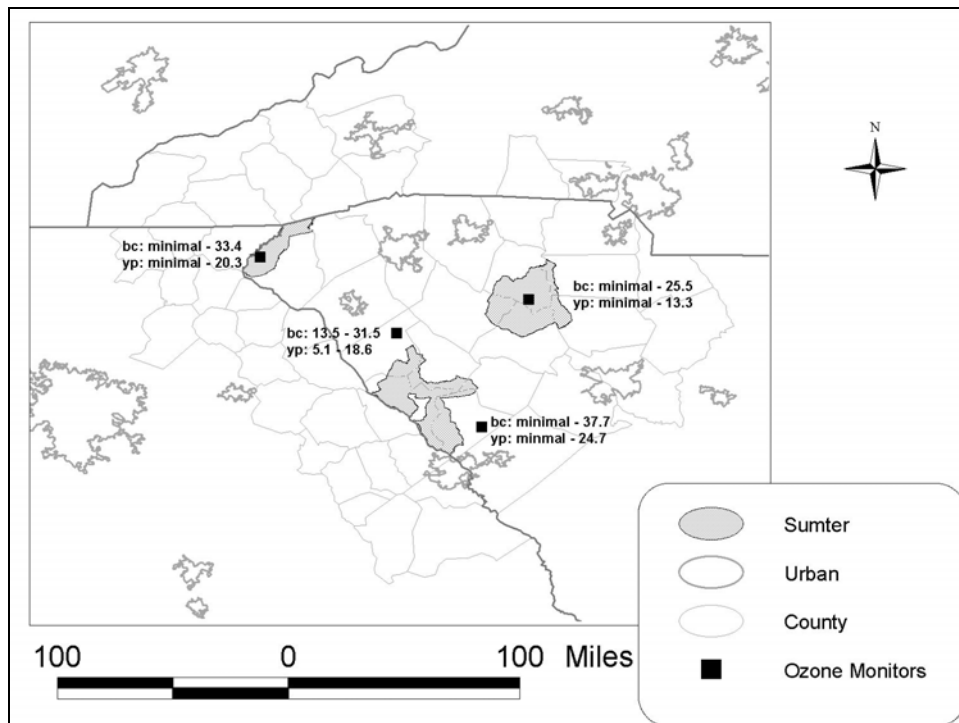 N
bc: minimal - 33.4
yp: minimal - 20.3
bc: minimal - 25.5
yp: minimal - 13.3
bc: 13.5 - 31.5
yp: 5.1 - 18.6
bc: minimal - 37.7
yp: minmal - 24.7
Sumter
Urban
County
Ozone Monitors
100 0 100 Miles